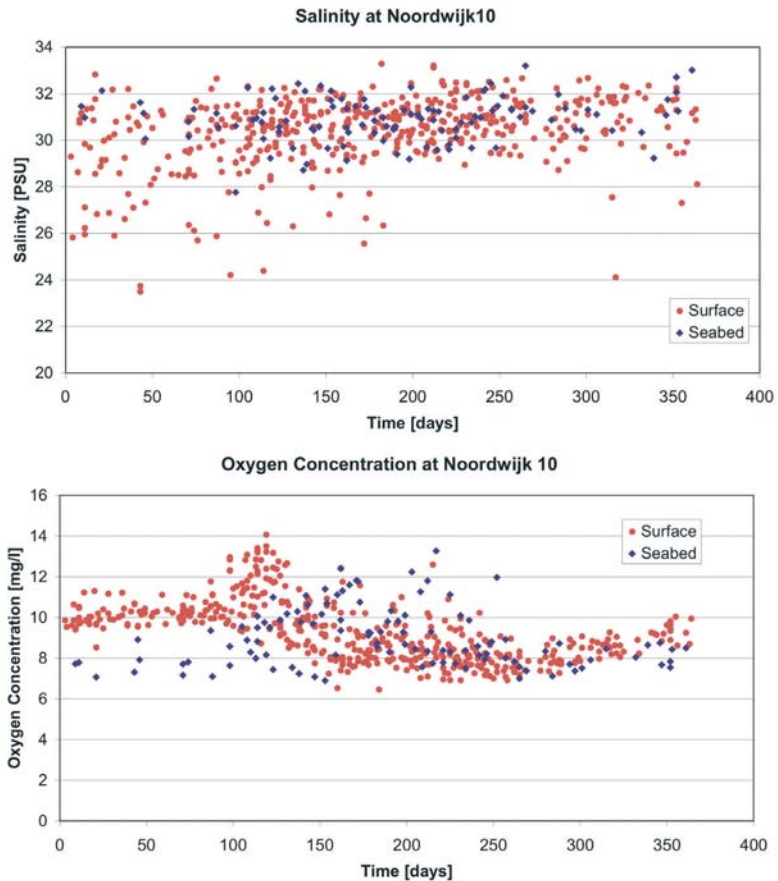 Salinity at Noordwijk10
Salinity [PSU]
34
32
30
28
26
24
22
20
0 50 100 150 200 250 300 350 400
Time [days]
Surface
Seabed
Oxygen Concentration at Noordwijk 10
Oxygen Concentration [mg/l]
16
14
12
10
8
6
4
2
0
0 50 100 150 200 250 300 350 400
Time [days]
Surface
Seabed